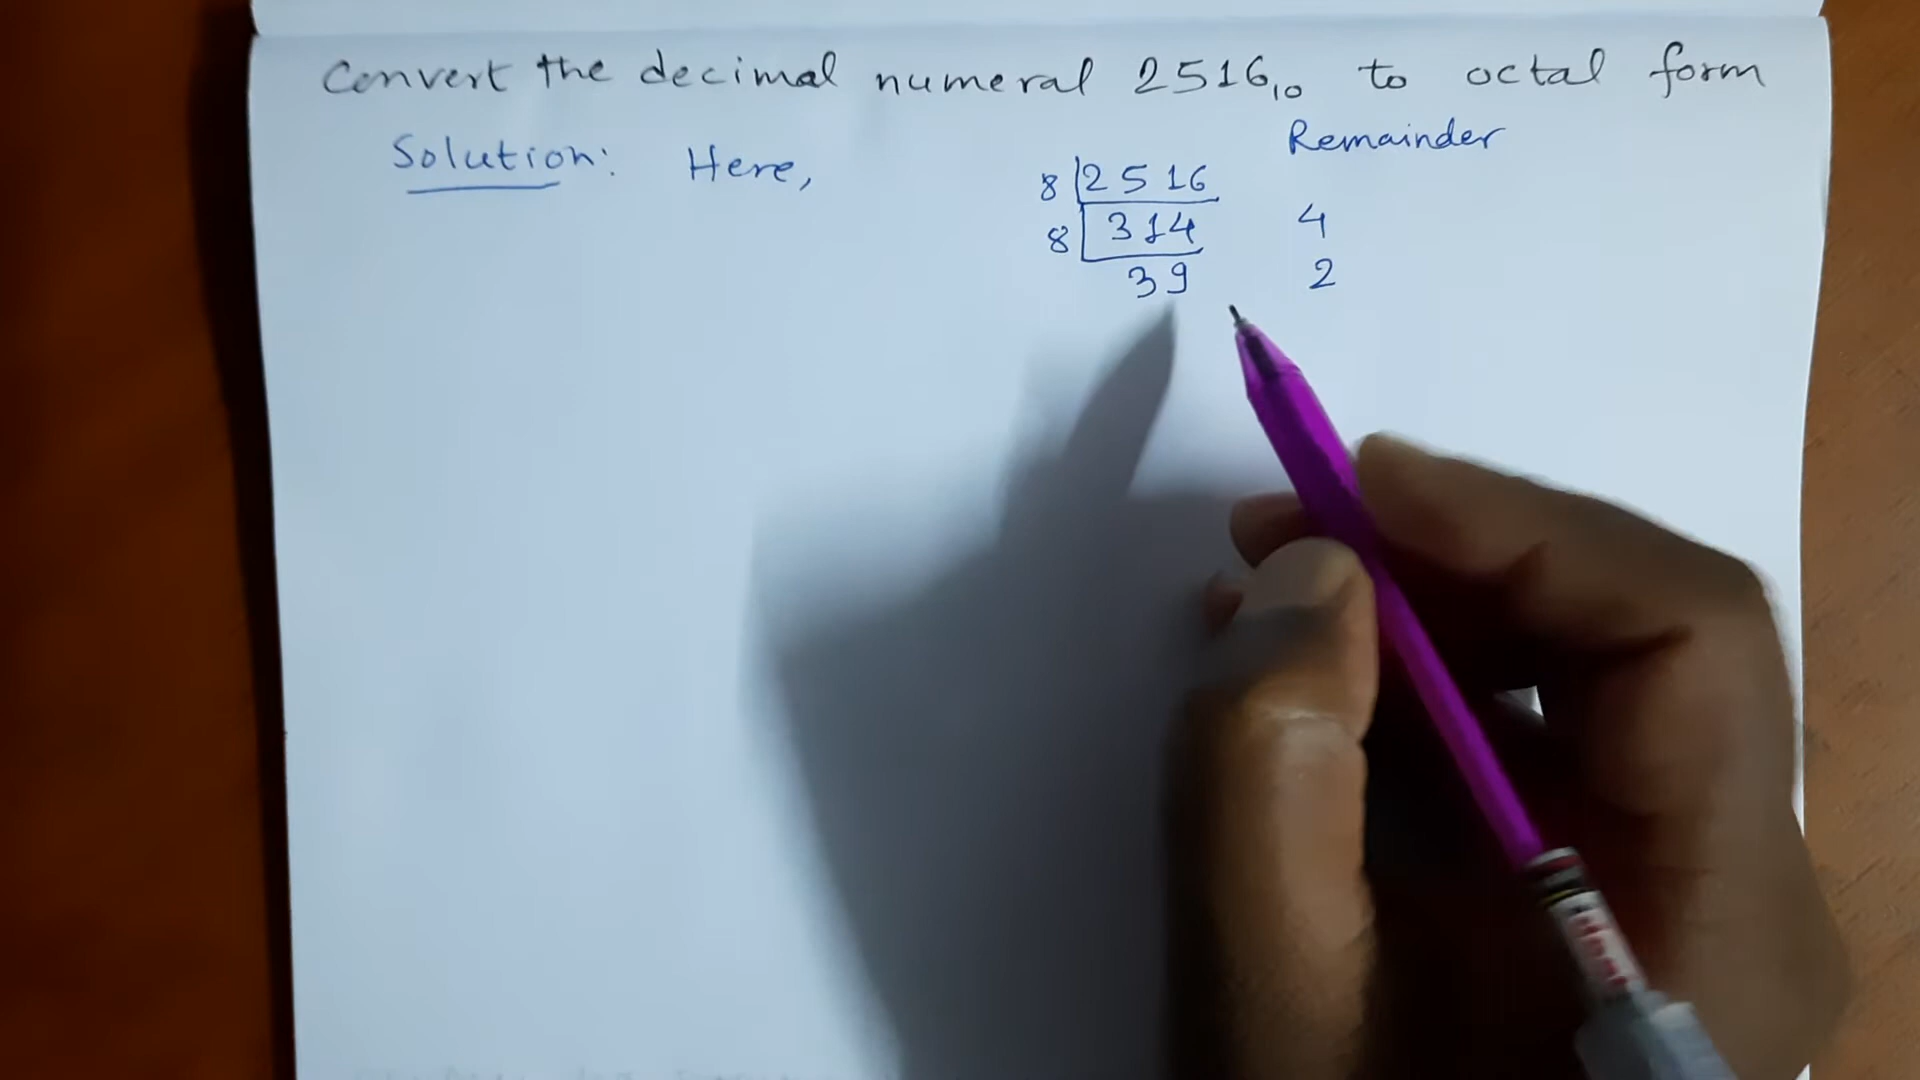 Convert the decimal numeral 2516₁₀ to octal form
Solution: Here,
Remainder
8 2516
8 314 4
39 2